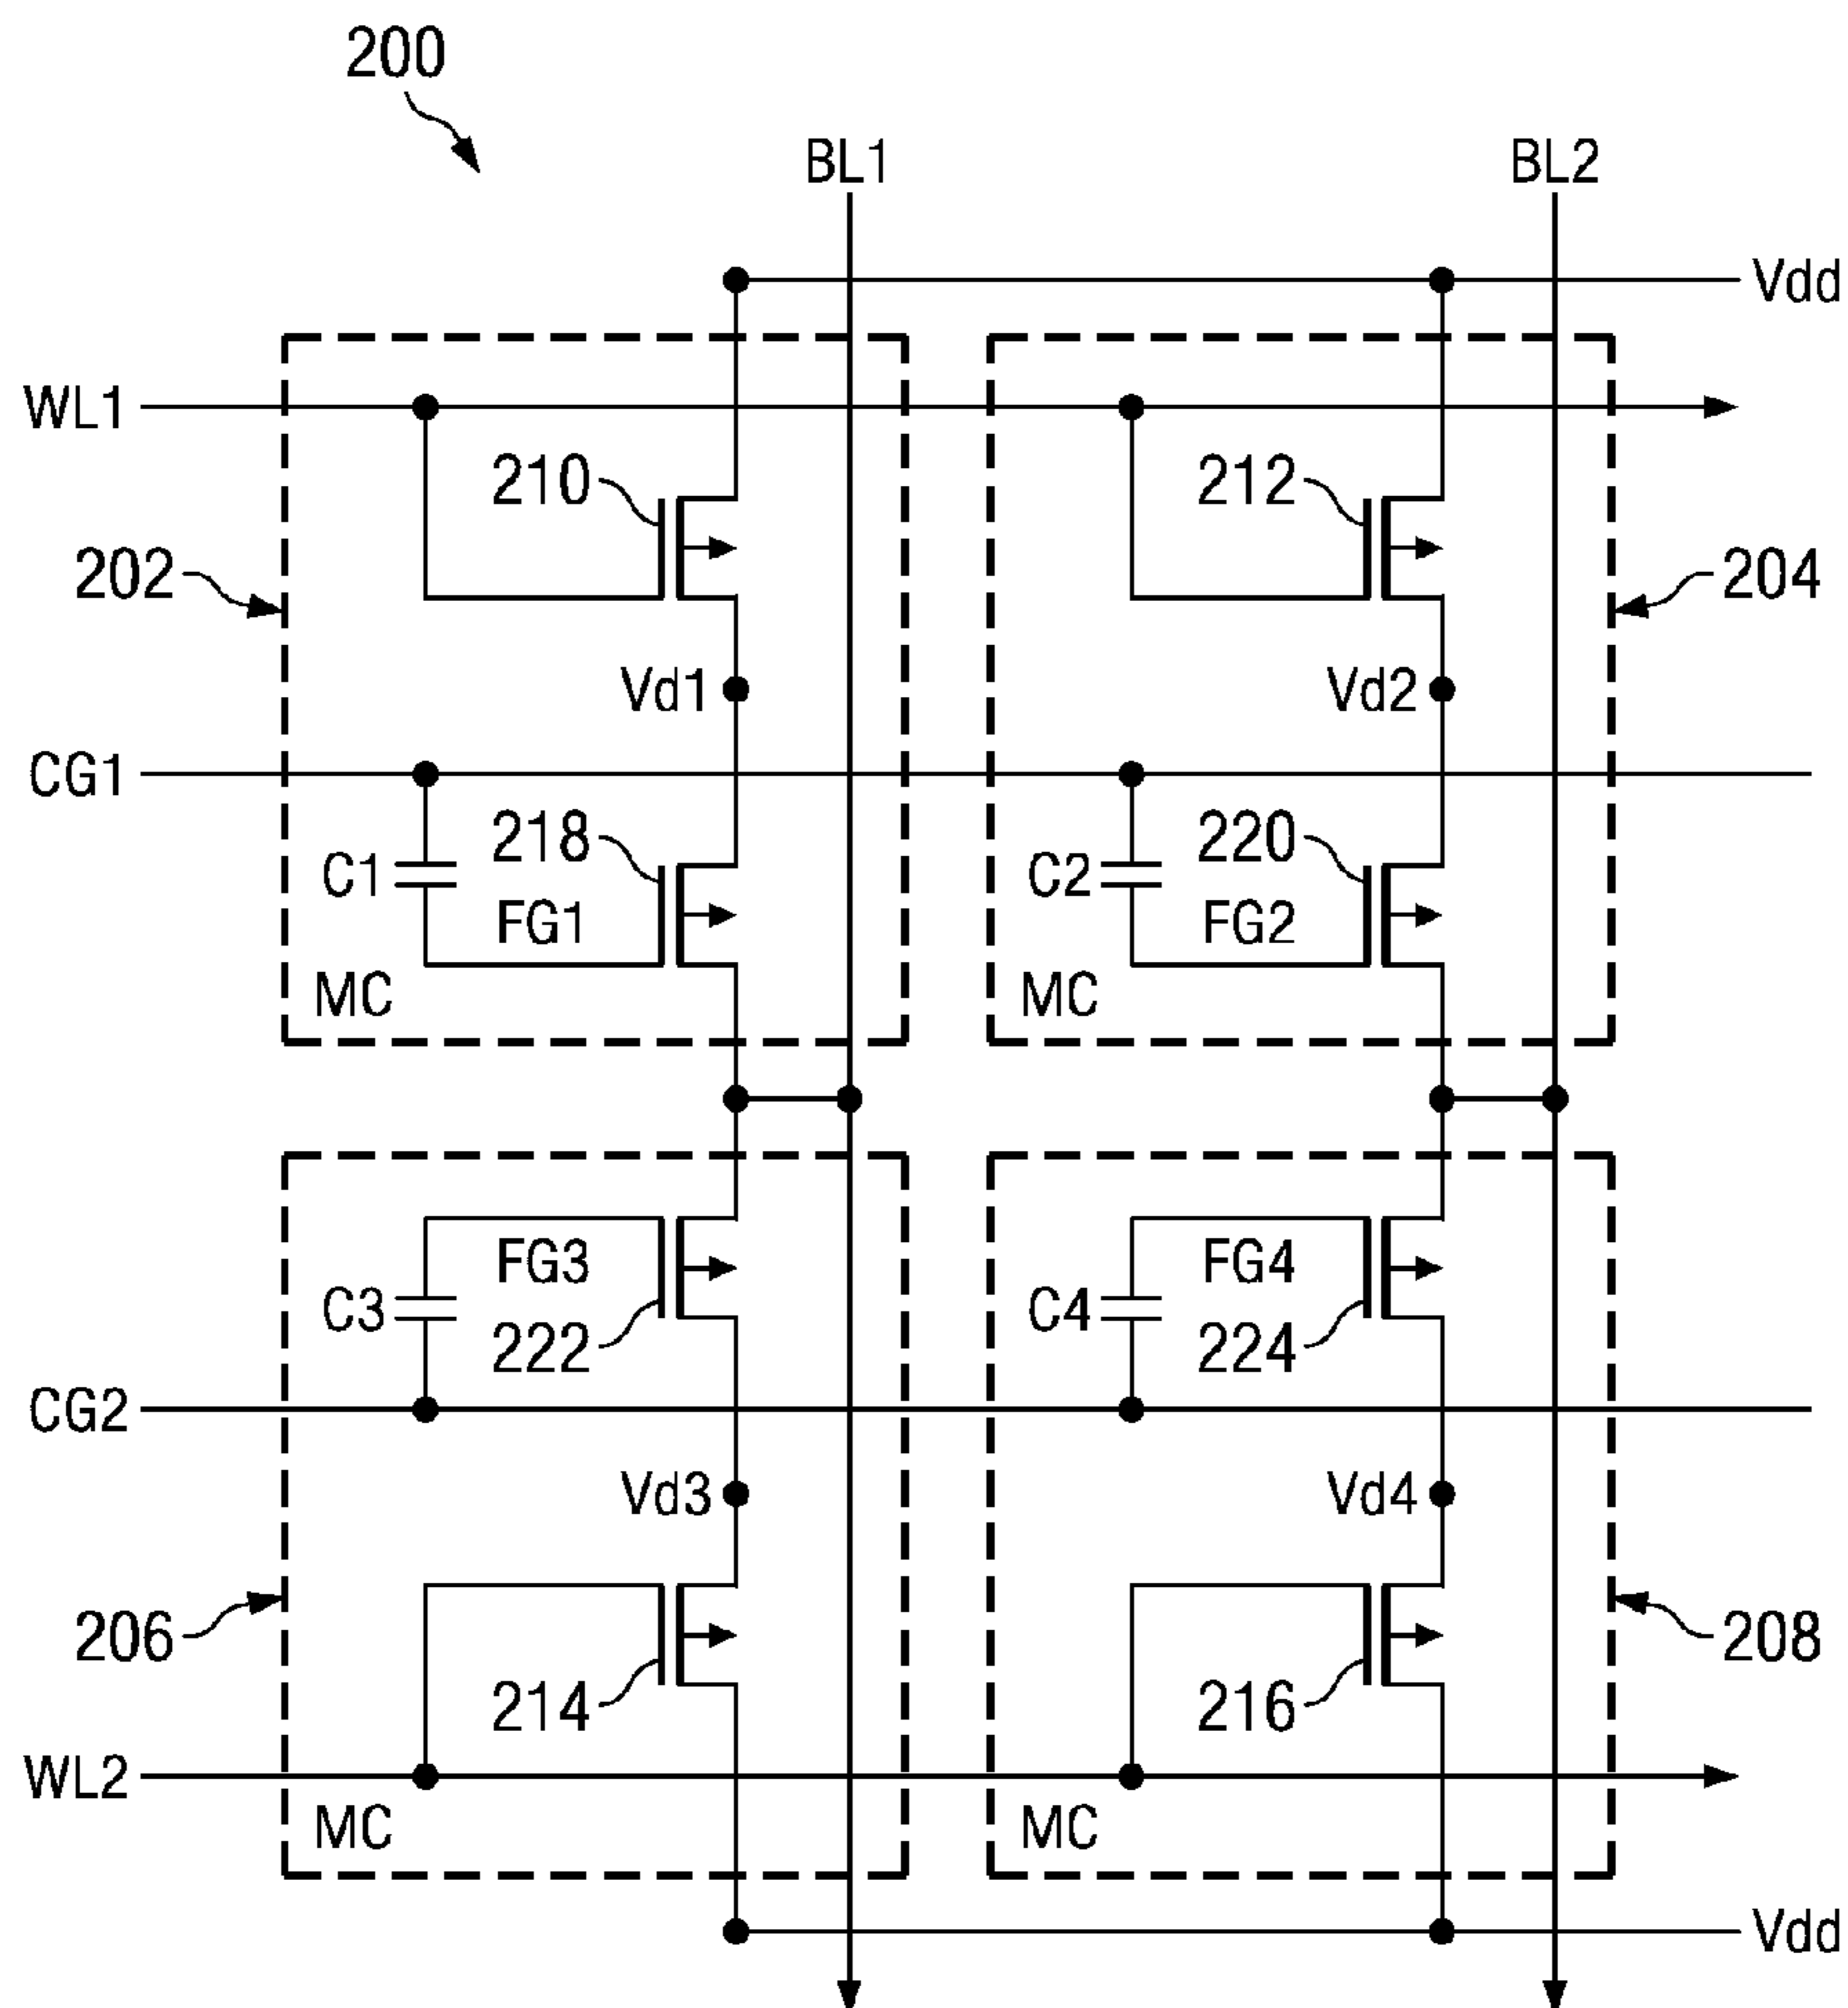 200
BL1 BL2
Vdd
WL1
210 212
202 204
Vd1 Vd2
CG1
218 220
C1 C2
FG1 FG2
MC MC
FG3 FG4
C3 C4
222 224
CG2
Vd3 Vd4
206 208
214 216
WL2
MC MC
Vdd